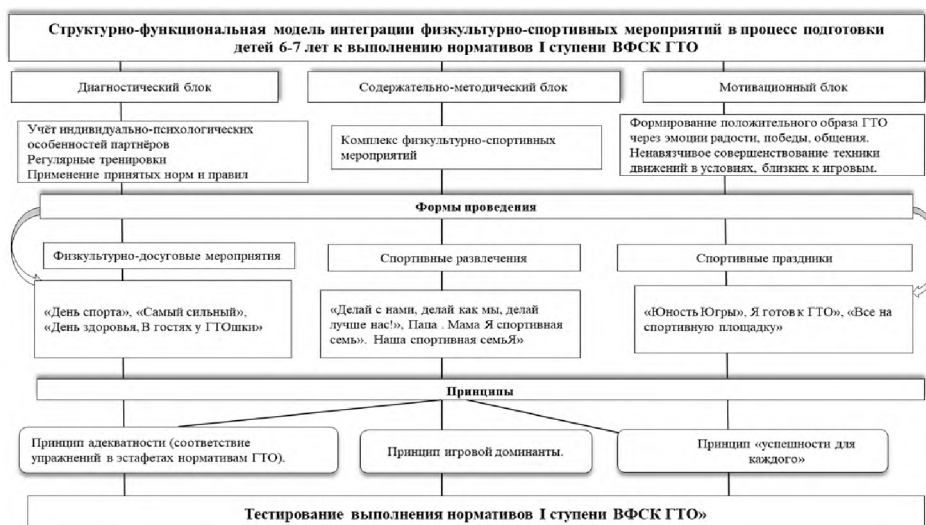 Структурно-функциональная модель интеграции физкультурно-спортивных мероприятий в процесс подготовки
детей 6-7 лет к выполнению нормативов I ступени ВФСК ГТО
Диагностический блок
Содержательно-методический блок
Мотивационный блок
Учёт индивидуально-психологических
особенностей партнёров
Регулярные тренировки
Применение принятых норм и правил
Комплекс физкультурно-спортивных
мероприятий
Формирование положительного образа ГТО
через эмоции радости, победы, общения.
Ненавязчивое совершенствование техники
движений в условиях, близких к игровым.
Формы проведения
Физкультурно-досуговые мероприятия
Спортивные развлечения
Спортивные праздники
«День спорта», «Самый сильный»,
«День здоровья, В гостях у ГТОшки»
«Делай с нами, делай как мы, делай
лучше нас!», Папа . Мама Я спортивная
семь». Наша спортивная семьЯ»
«Юность Югры», Я готов к ГТО», «Все на
спортивную площадку»
Принципы
Принцип адекватности (соответствие
упражнений в эстафетах нормативам ГТО).
Принцип игровой доминанты.
Принцип «успешности для
каждого»
Тестирование выполнения нормативов I ступени ВФСК ГТО»